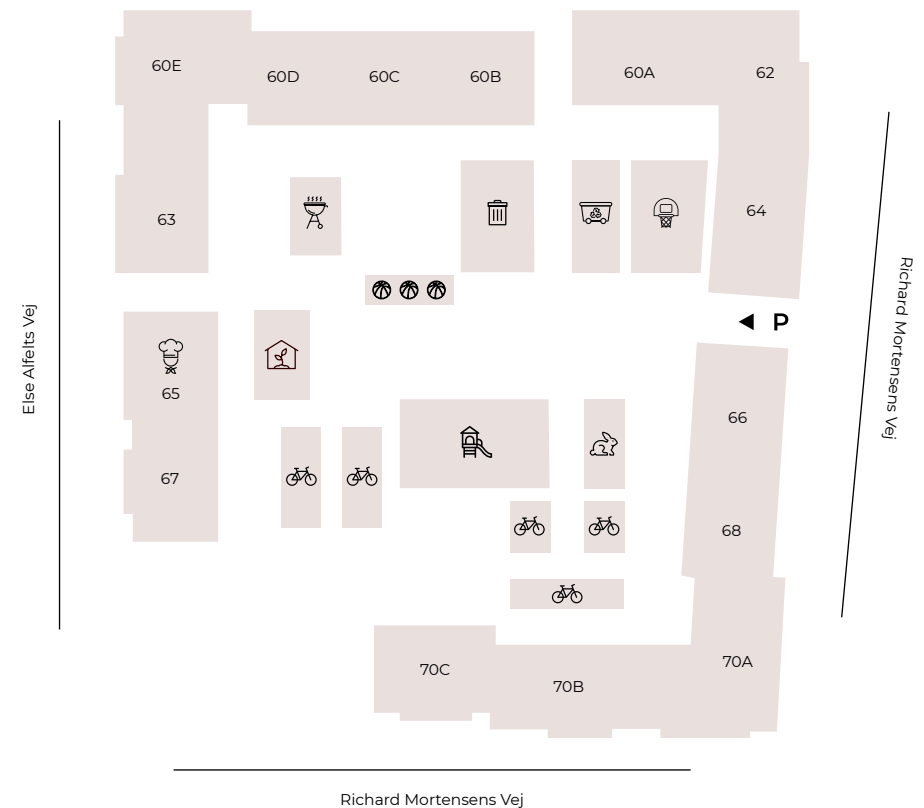 60E
60D
60C
60B
60A
62
63
64
P
65
66
67
68
70C
70B
70A
Else Alfelts Vej
Richard Mortensens Vej
Richard Mortensens Vej